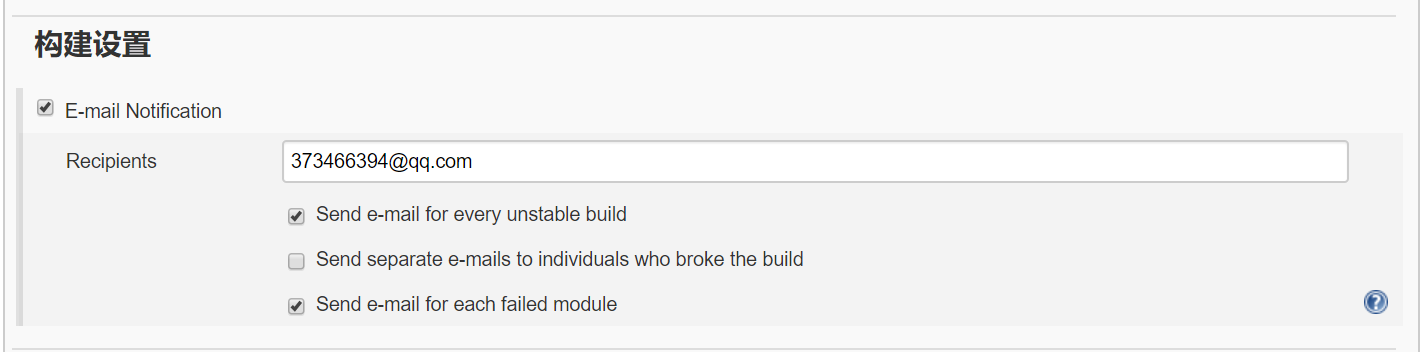 构建设置
E-mail Notification
Recipients 373466394@qq.com
Send e-mail for every unstable build
Send separate e-mails to individuals who broke the build
Send e-mail for each failed module
?